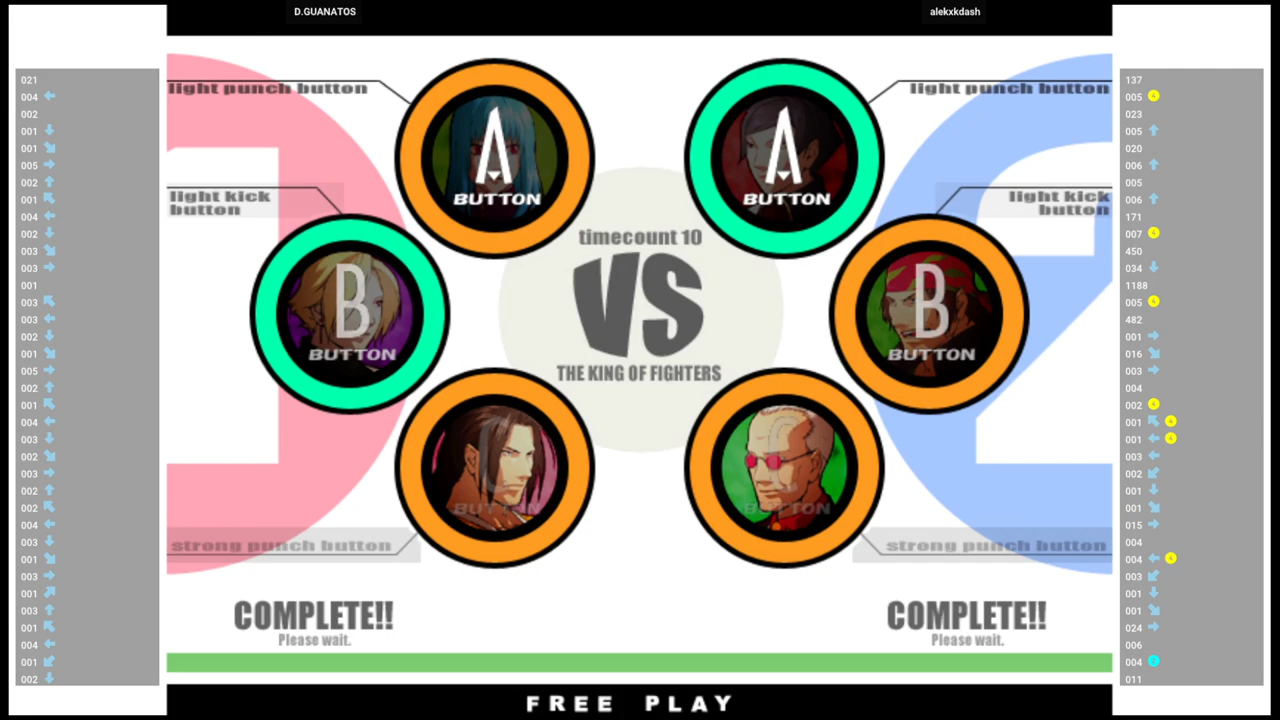 D.GUANATOS
alekxkdash
light punch button
light punch button
A
BUTTON
A
BUTTON
light kick
button
light kick
button
B
BUTTON
B
BUTTON
timecount 10
VS
THE KING OF FIGHTERS
C
BUTTON
C
BUTTON
strong punch button
strong punch button
COMPLETE!!
Please wait.
COMPLETE!!
Please wait.
FREE PLAY
021
004
002
001
001
005
002
001
004
002
003
003
001
003
003
002
001
005
002
001
004
003
002
003
002
002
004
003
001
003
001
003
001
004
001
002
137
005
023
005
020
006
005
006
171
007
450
034
1188
005
482
001
016
003
004
002
001
001
003
002
001
001
015
004
004
003
001
001
024
006
004
011